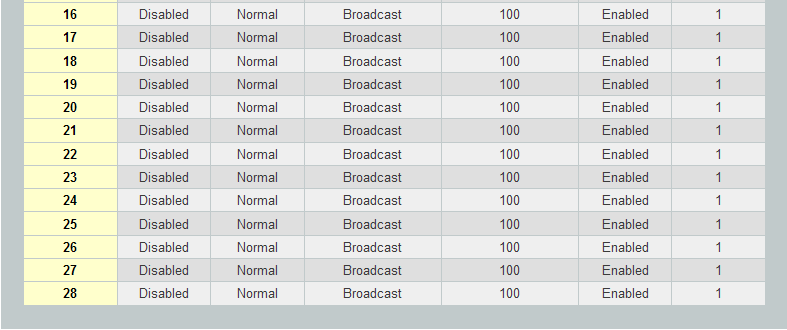 16 Disabled Normal Broadcast 100 Enabled 1
17 Disabled Normal Broadcast 100 Enabled 1
18 Disabled Normal Broadcast 100 Enabled 1
19 Disabled Normal Broadcast 100 Enabled 1
20 Disabled Normal Broadcast 100 Enabled 1
21 Disabled Normal Broadcast 100 Enabled 1
22 Disabled Normal Broadcast 100 Enabled 1
23 Disabled Normal Broadcast 100 Enabled 1
24 Disabled Normal Broadcast 100 Enabled 1
25 Disabled Normal Broadcast 100 Enabled 1
26 Disabled Normal Broadcast 100 Enabled 1
27 Disabled Normal Broadcast 100 Enabled 1
28 Disabled Normal Broadcast 100 Enabled 1